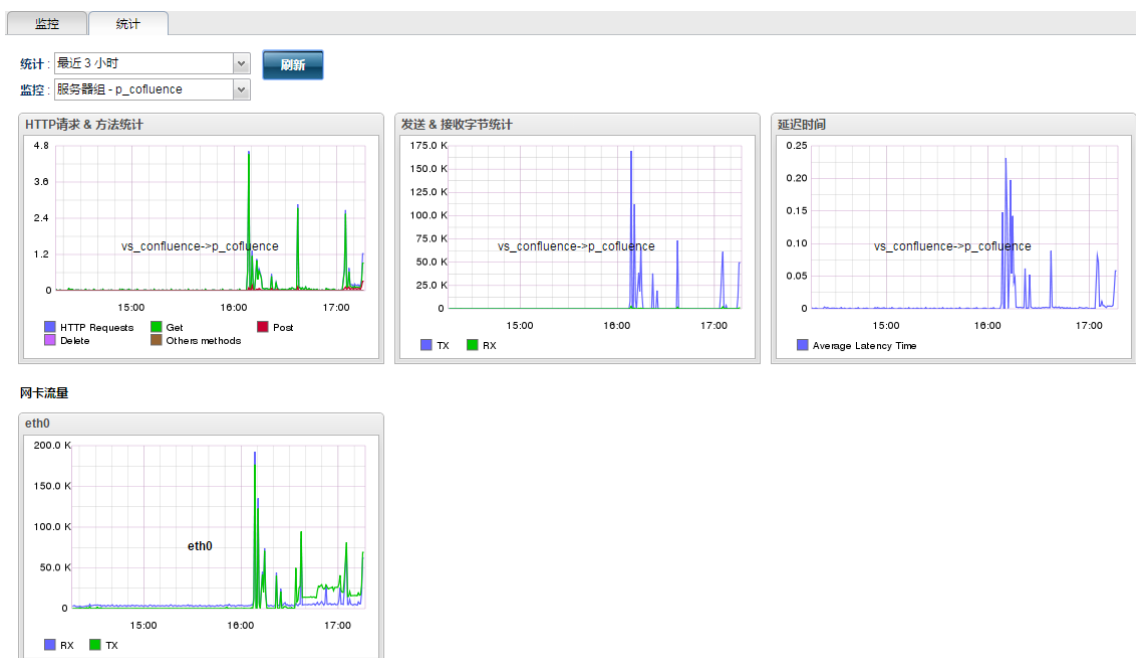 监控 统计
统计 : 最近 3 小时 刷新
监控 : 服务器组 - p_cofluence
HTTP请求 & 方法统计
4.8
3.6
2.4
1.2
0
vs_confluence->p_cofluence
15:00 16:00 17:00
HTTP Requests Get Post
Delete Others methods
发送 & 接收字节统计
175.0 K
150.0 K
125.0 K
100.0 K
75.0 K
50.0 K
25.0 K
0
vs_confluence->p_cofluence
15:00 16:00 17:00
TX RX
延迟时间
0.25
0.20
0.15
0.10
0.05
0
vs_confluence->p_cofluence
15:00 16:00 17:00
Average Latency Time
网卡流量
eth0
200.0 K
150.0 K
100.0 K
50.0 K
0
eth0
15:00 16:00 17:00
RX TX